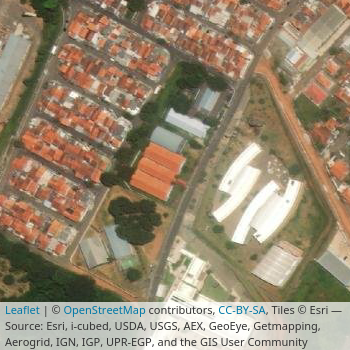 Leaflet | © OpenStreetMap contributors, CC-BY-SA, Tiles © Esri —
Source: Esri, i-cubed, USDA, USGS, AEX, GeoEye, Getmapping,
Aerogrid, IGN, IGP, UPR-EGP, and the GIS User Community